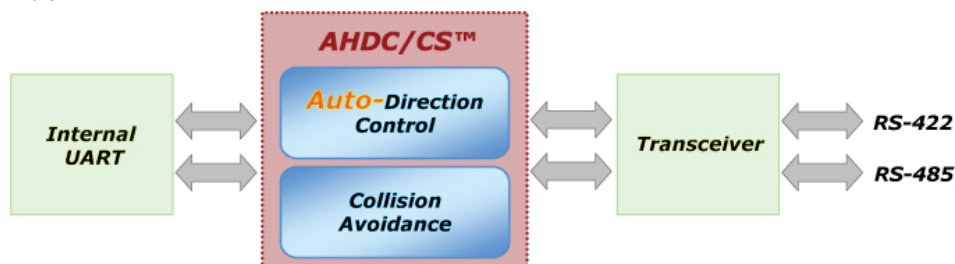 AHDC/CS™
Auto-Direction
Control
Internal
UART
Transceiver
RS-422
RS-485
Collision
Avoidance